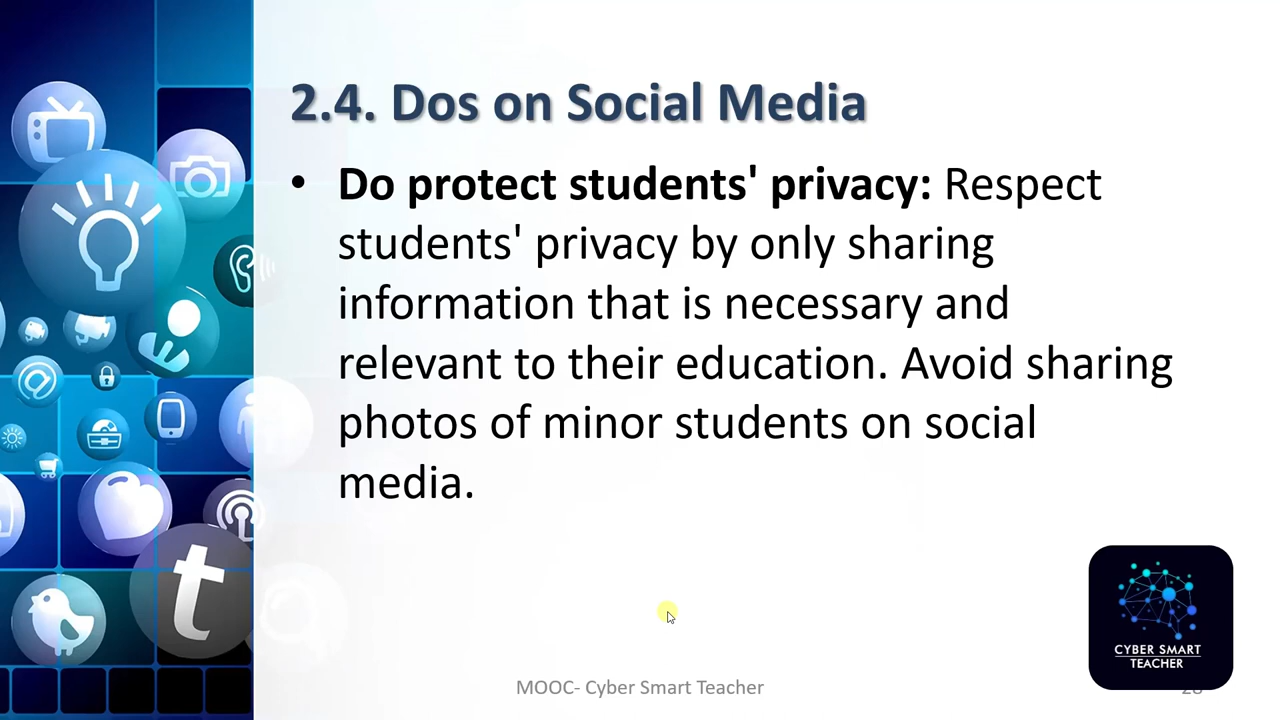 2.4. Dos on Social Media
• Do protect students' privacy: Respect
students' privacy by only sharing
information that is necessary and
relevant to their education. Avoid sharing
photos of minor students on social
media.
t
CYBER SMART
TEACHER
MOOC- Cyber Smart Teacher